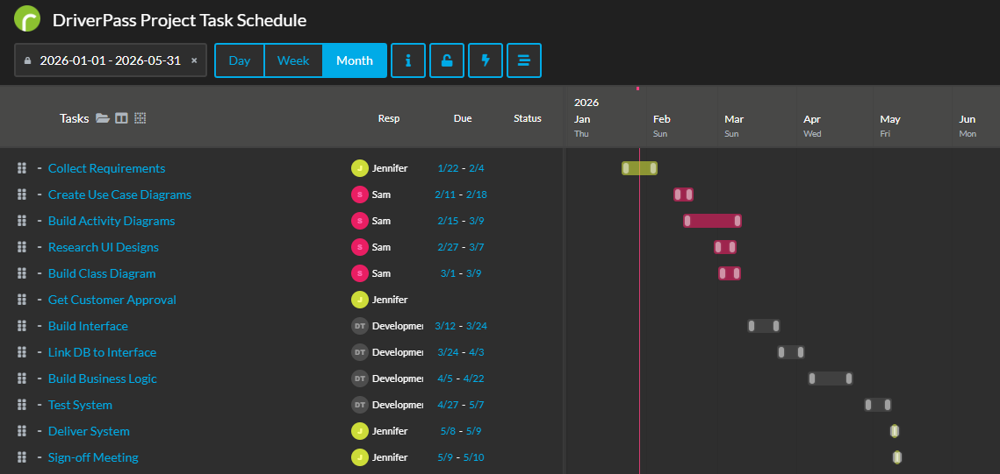 DriverPass Project Task Schedule
2026-01-01 - 2026-05-31 ×
Day Week Month
2026
Tasks Resp Due Status Jan Feb Mar Apr May Jun
Thu Sun Sun Wed Fri Mon
- Collect Requirements J Jennifer 1/22 - 2/4
- Create Use Case Diagrams S Sam 2/11 - 2/18
- Build Activity Diagrams S Sam 2/15 - 3/9
- Research UI Designs S Sam 2/27 - 3/7
- Build Class Diagram S Sam 3/1 - 3/9
- Get Customer Approval J Jennifer
- Build Interface DT Developme 3/12 - 3/24
- Link DB to Interface DT Developme 3/24 - 4/3
- Build Business Logic DT Developme 4/5 - 4/22
- Test System DT Developme 4/27 - 5/7
- Deliver System J Jennifer 5/8 - 5/9
- Sign-off Meeting J Jennifer 5/9 - 5/10